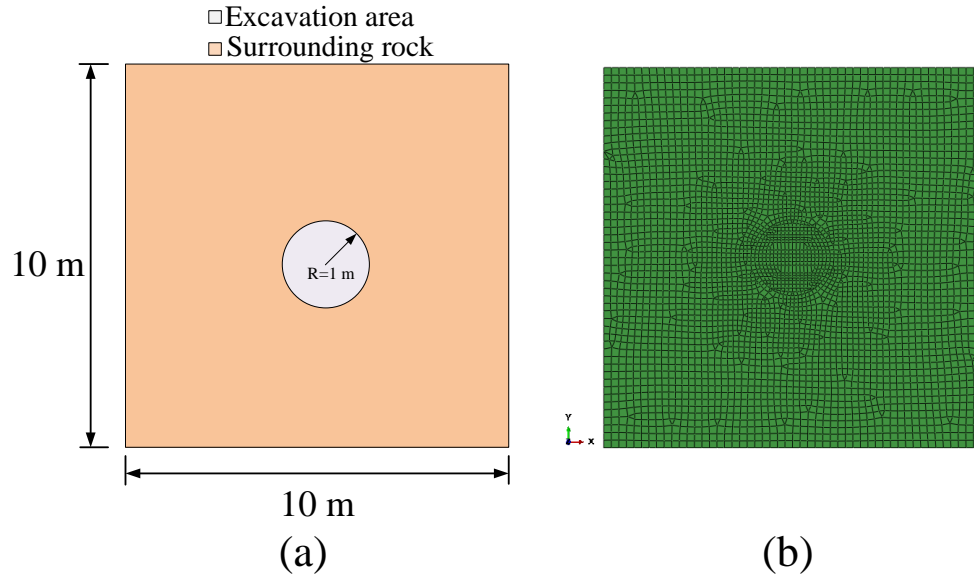 Excavation area
Surrounding rock
10 m
R=1 m
10 m
(a)
Y
X
(b)